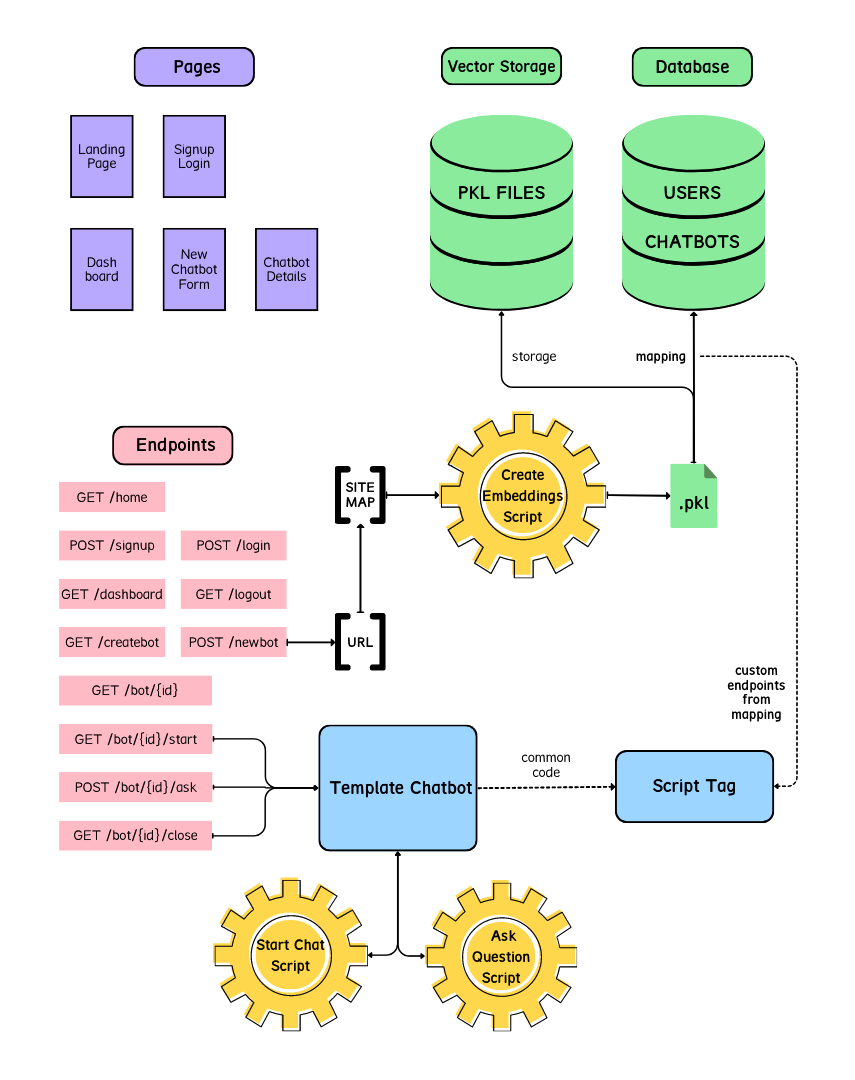 Pages
Vector Storage
Database
Landing
Page
Signup
Login
PKL FILES
USERS
CHATBOTS
Dash
board
New
Chatbot
Form
Chatbot
Details
storage
mapping
Endpoints
GET /home
POST /signup
POST /login
GET /dashboard
GET /logout
GET /createbot
POST /newbot
GET /bot/{id}
GET /bot/{id}/start
POST /bot/{id}/ask
GET /bot/{id}/close
SITE
MAP
URL
Create
Embeddings
Script
.pkl
custom
endpoints
from
mapping
Template Chatbot
common
code
Script Tag
Start Chat
Script
Ask
Question
Script